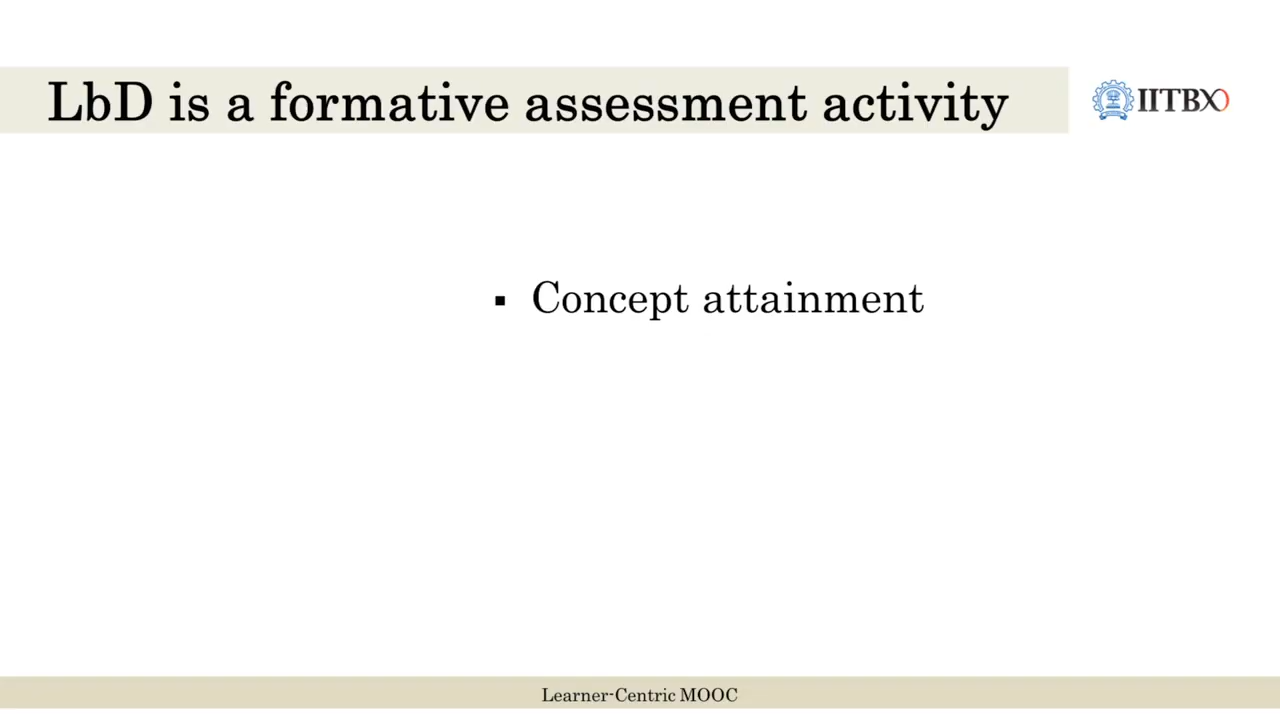 LbD is a formative assessment activity
IITBX
▪ Concept attainment
Learner-Centric MOOC